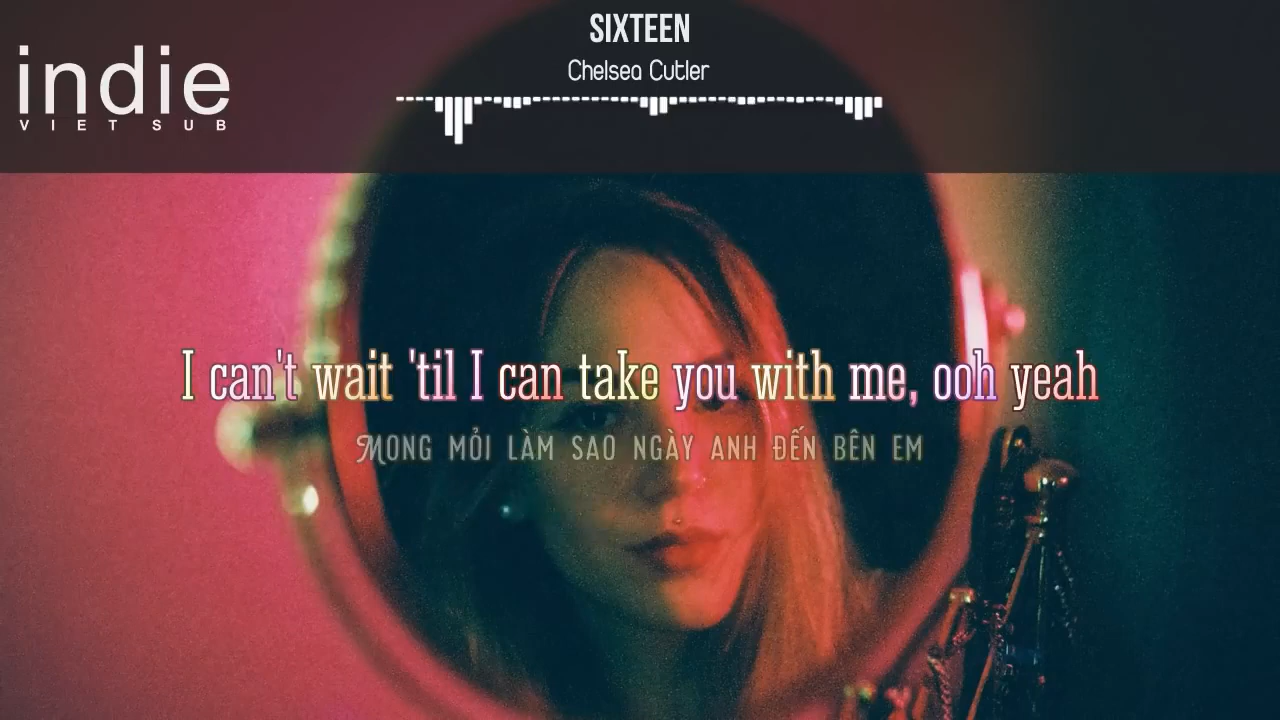 SIXTEEN
Chelsea Cutler
indie
VIET SUB
I can't wait 'til I can take you with me, ooh yeah
MONG MỎI LÀM SAO NGÀY ANH ĐẾN BÊN EM